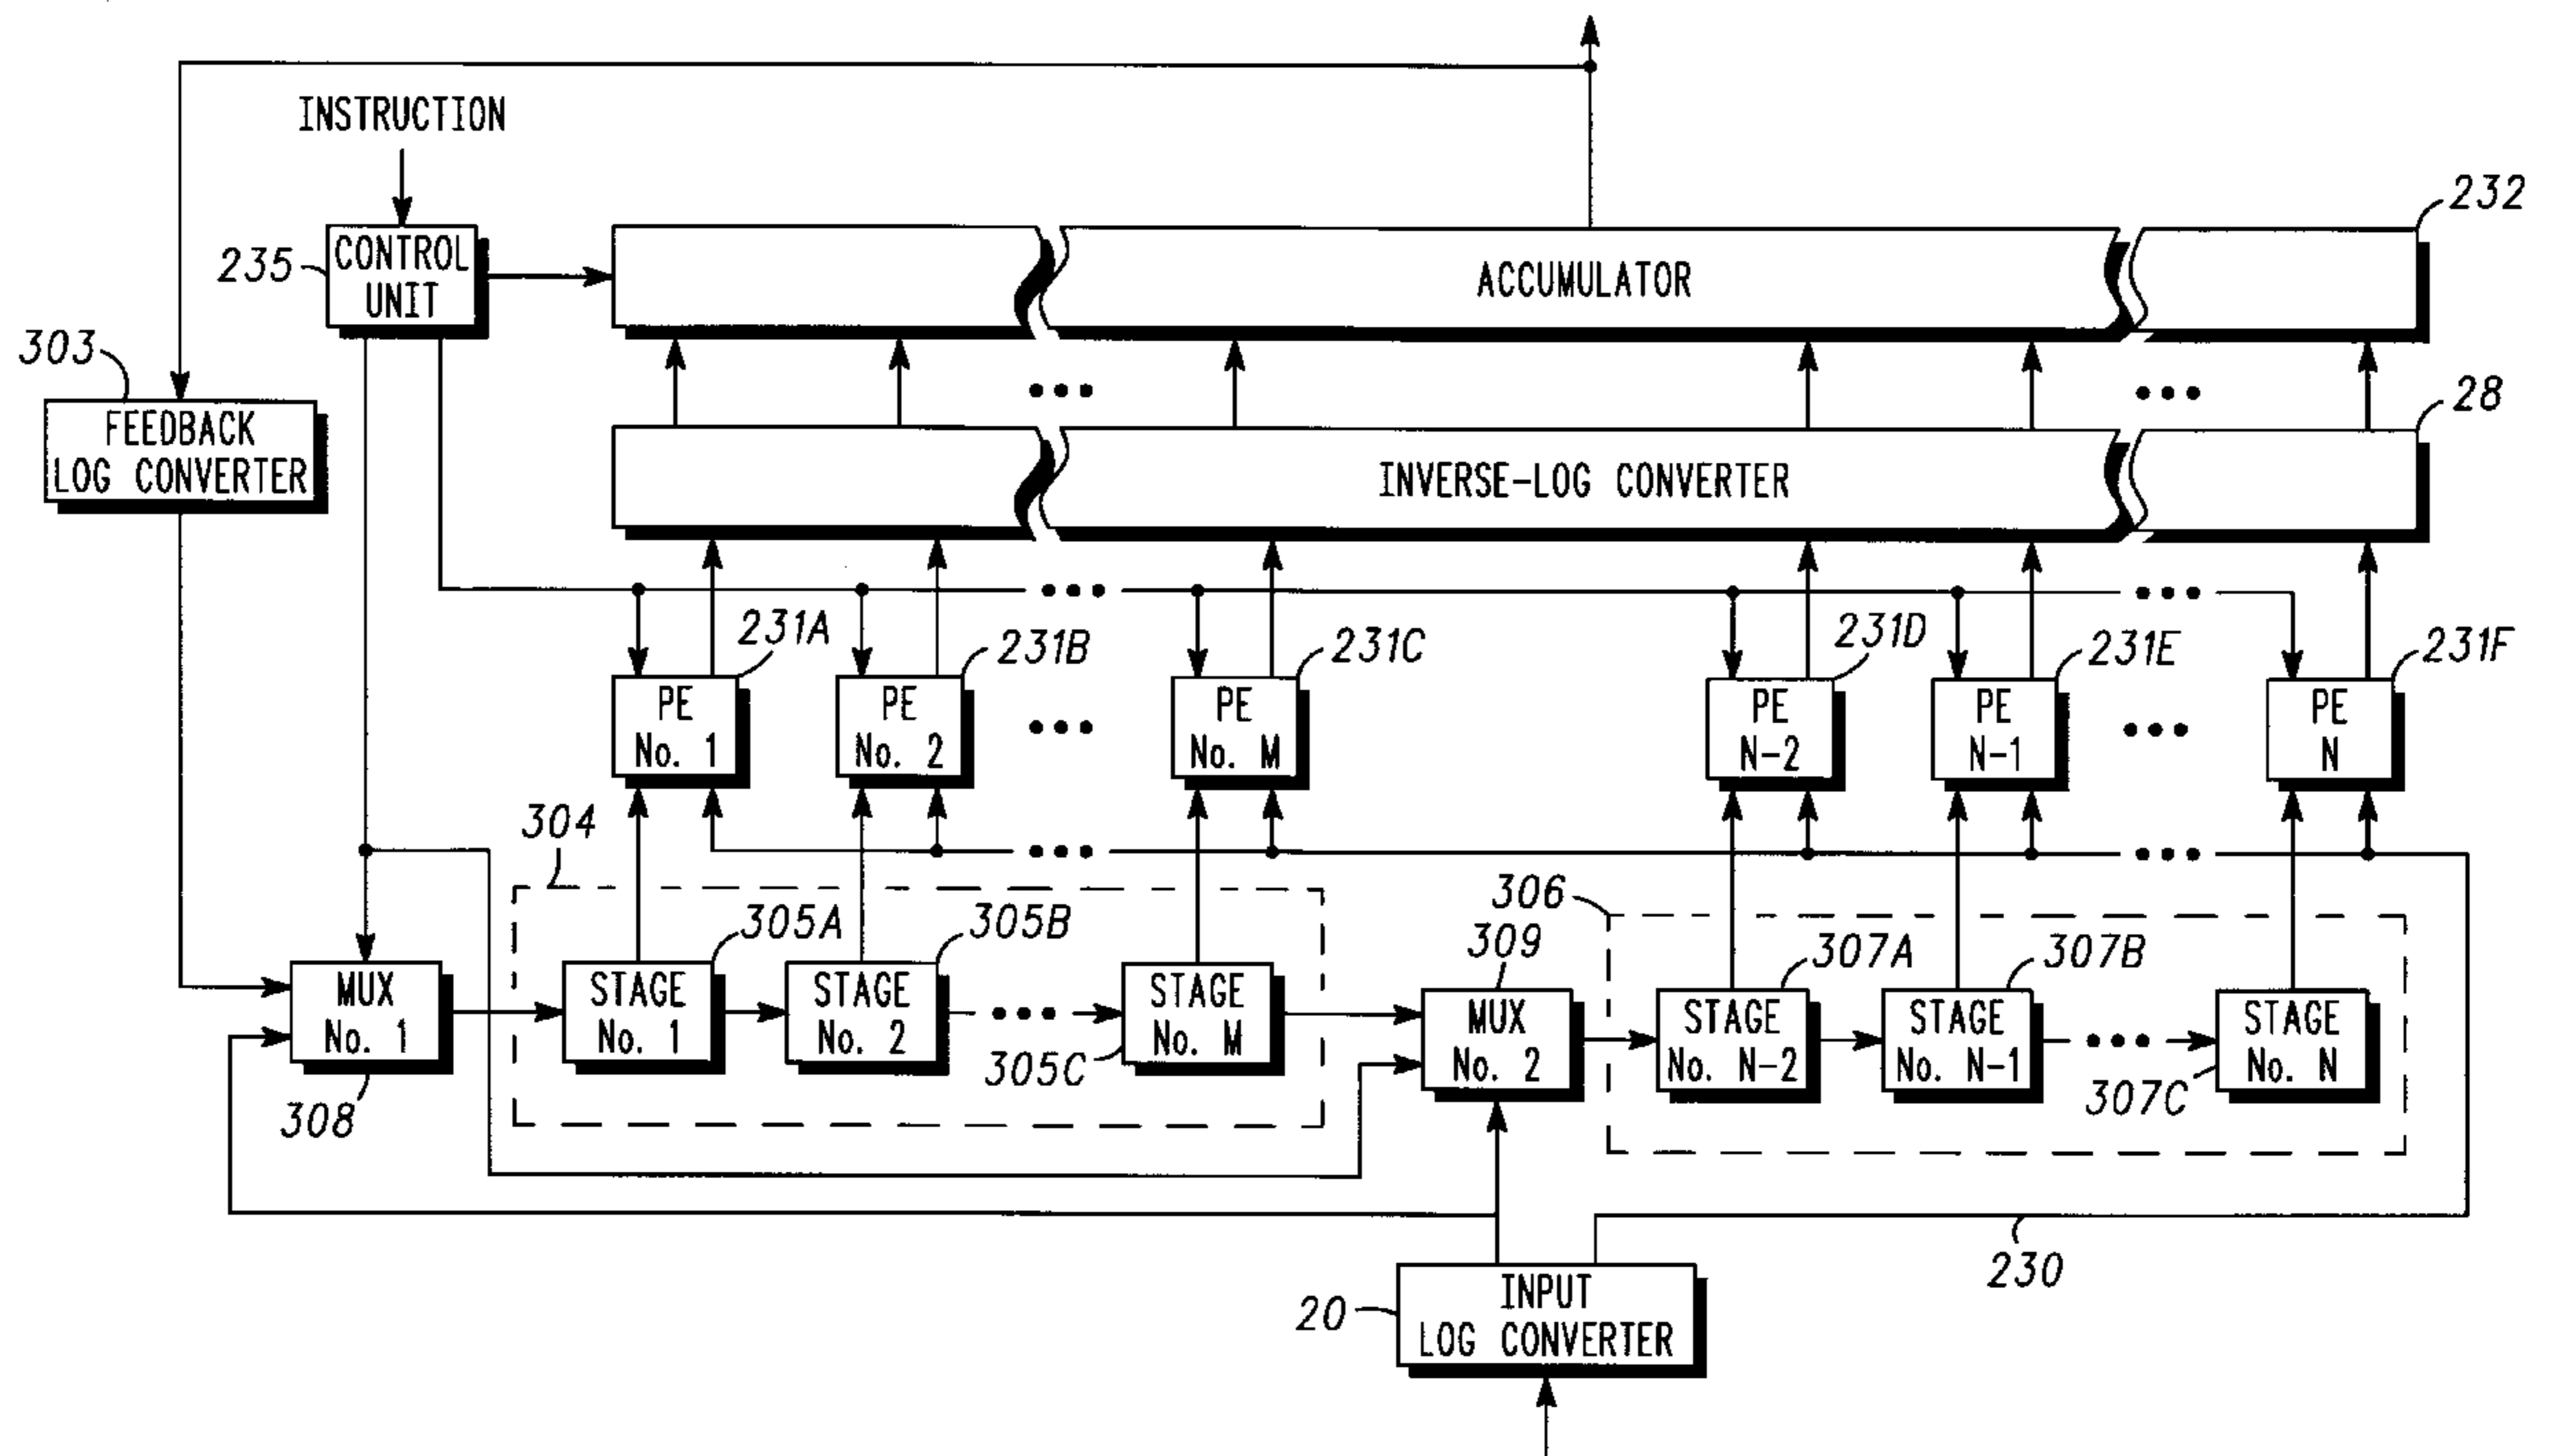 INSTRUCTION
232
235
CONTROL
UNIT
ACCUMULATOR
303
FEEDBACK
LOG CONVERTER
28
INVERSE-LOG CONVERTER
231A
231B
231C
231D
231E
231F
PE
No. 1
PE
No. 2
PE
No. M
PE
N-2
PE
N-1
PE
N
304
306
305A
305B
309
307A
307B
MUX
No. 1
STAGE
No. 1
STAGE
No. 2
STAGE
No. M
305C
MUX
No. 2
STAGE
No. N-2
STAGE
No. N-1
STAGE
No. N
307C
308
230
20
INPUT
LOG CONVERTER